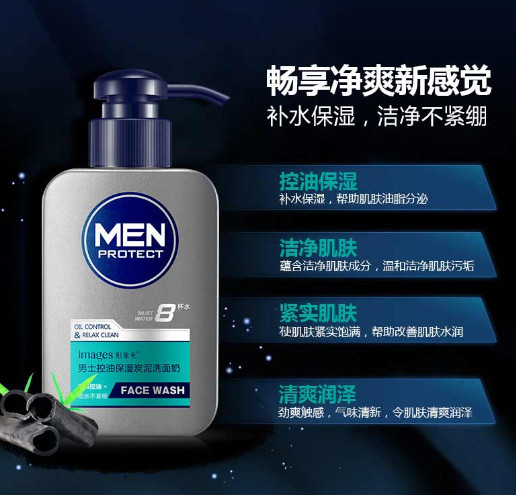 畅享净爽新感觉
补水保湿，洁净不紧绷
控油保湿
补水保湿，帮助肌肤油脂分泌
洁净肌肤
蕴含洁净肌肤成分，温和洁净肌肤污垢
紧实肌肤
使肌肤紧实饱满，帮助改善肌肤水润
清爽润泽
劲爽触感，气味清新，令肌肤清爽润泽
MEN
PROTECT
MUST
WATER 8 杯水
OIL CONTROL
& RELAX CLEAN
images 形象美
男士控油保湿炭泥洗面奶
FACE WASH